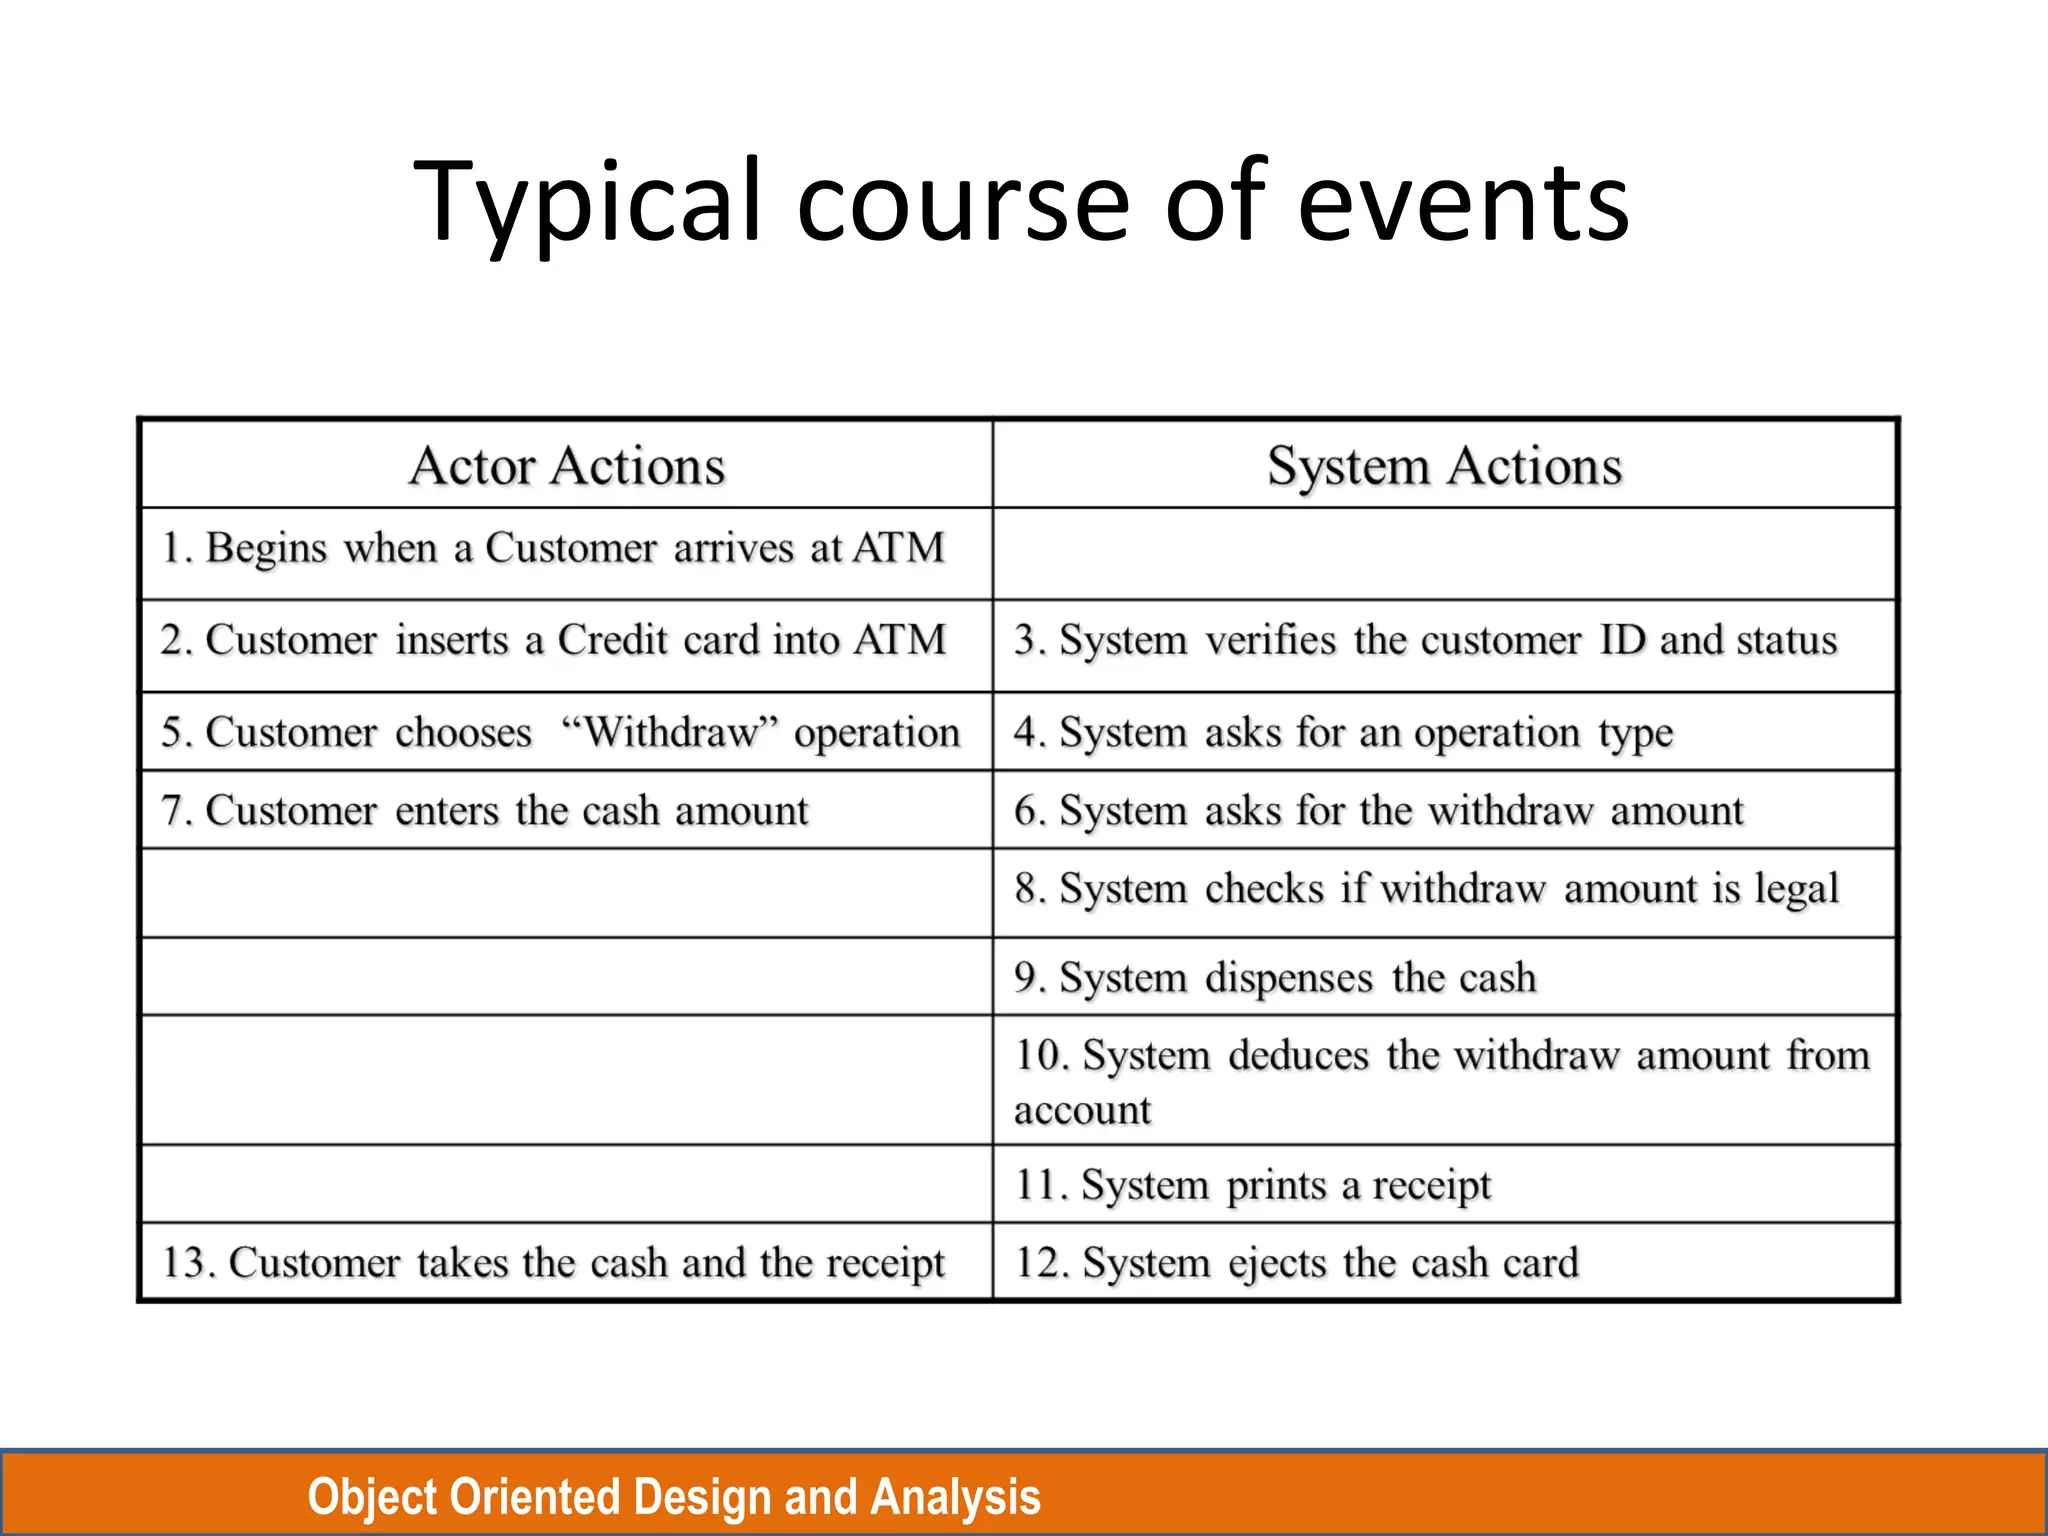 Typical course of events
Actor Actions
System Actions
1. Begins when a Customer arrives at ATM
2. Customer inserts a Credit card into ATM
3. System verifies the customer ID and status
5. Customer chooses “Withdraw” operation
4. System asks for an operation type
7. Customer enters the cash amount
6. System asks for the withdraw amount
8. System checks if withdraw amount is legal
9. System dispenses the cash
10. System deduces the withdraw amount from
account
11. System prints a receipt
13. Customer takes the cash and the receipt
12. System ejects the cash card
Object Oriented Design and Analysis